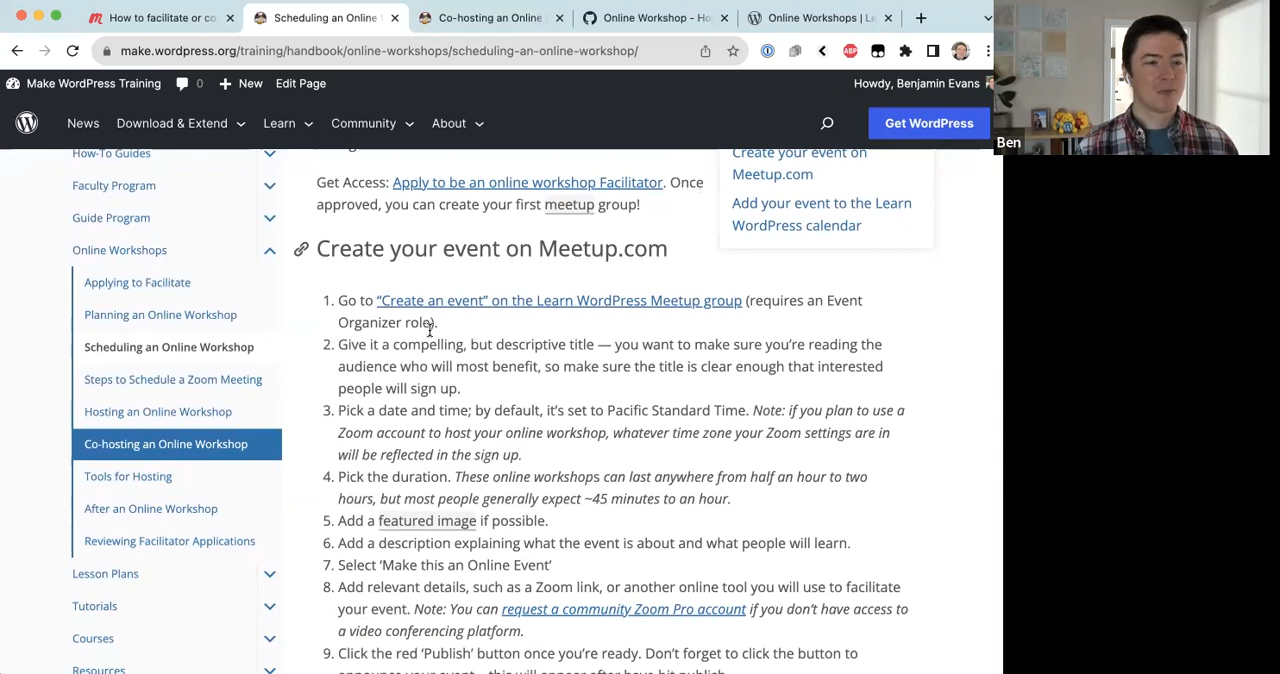 How to facilitate or co
Scheduling an Online
Co-hosting an Online
Online Workshop - Ho
Online Workshops | Le
make.wordpress.org/training/handbook/online-workshops/scheduling-an-online-workshop/
ABP
Make WordPress Training
0
New
Edit Page
Howdy, Benjamin Evans
News
Download & Extend
Learn
Community
About
Get WordPress
Ben
How-To Guides
Faculty Program
Guide Program
Online Workshops
Applying to Facilitate
Planning an Online Workshop
Scheduling an Online Workshop
Steps to Schedule a Zoom Meeting
Hosting an Online Workshop
Co-hosting an Online Workshop
Tools for Hosting
After an Online Workshop
Reviewing Facilitator Applications
Lesson Plans
Tutorials
Courses
Resources
Get Access: Apply to be an online workshop Facilitator. Once
approved, you can create your first meetup group!
Create your event on Meetup.com
1. Go to “Create an event” on the Learn WordPress Meetup group (requires an Event
Organizer role).
2. Give it a compelling, but descriptive title — you want to make sure you’re reading the
audience who will most benefit, so make sure the title is clear enough that interested
people will sign up.
3. Pick a date and time; by default, it’s set to Pacific Standard Time. Note: if you plan to use a
Zoom account to host your online workshop, whatever time zone your Zoom settings are in
will be reflected in the sign up.
4. Pick the duration. These online workshops can last anywhere from half an hour to two
hours, but most people generally expect ~45 minutes to an hour.
5. Add a featured image if possible.
6. Add a description explaining what the event is about and what people will learn.
7. Select ‘Make this an Online Event’
8. Add relevant details, such as a Zoom link, or another online tool you will use to facilitate
your event. Note: You can request a community Zoom Pro account if you don’t have access to
a video conferencing platform.
9. Click the red ‘Publish’ button once you’re ready. Don’t forget to click the button to
Create your event on
Meetup.com
Add your event to the Learn
WordPress calendar